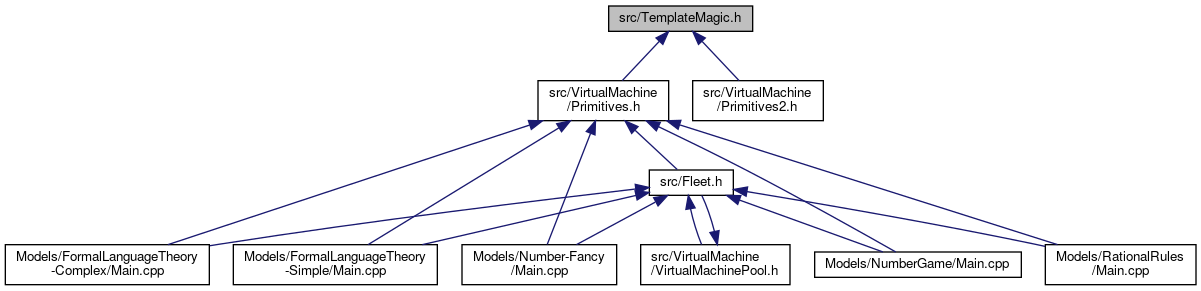 src/TemplateMagic.h
src/VirtualMachine
/Primitives.h
src/VirtualMachine
/Primitives2.h
src/Fleet.h
Models/FormalLanguageTheory
-Complex/Main.cpp
Models/FormalLanguageTheory
-Simple/Main.cpp
Models/Number-Fancy
/Main.cpp
src/VirtualMachine
/VirtualMachinePool.h
Models/NumberGame/Main.cpp
Models/RationalRules
/Main.cpp